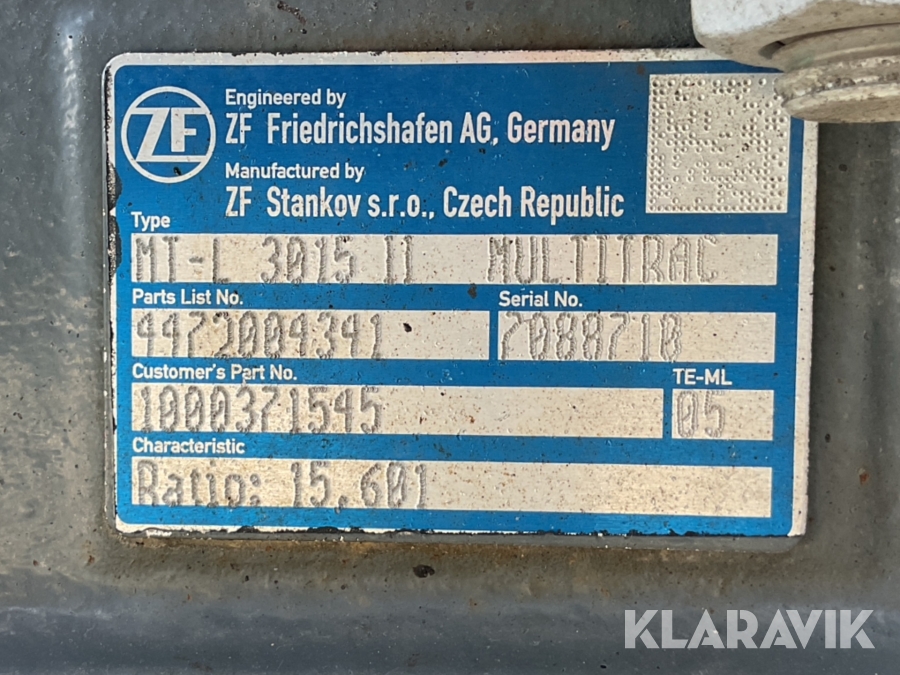 ZF
Engineered by
ZF Friedrichshafen AG, Germany
Manufactured by
ZF Stankov s.r.o., Czech Republic
Type
MT-L 3015 II MULTITRAC
Parts List No.
Serial No.
4472004341
7088710
Customer's Part No.
TE-ML
1000371545
05
Characteristic
Ratio: 15,601
KLARAVIK